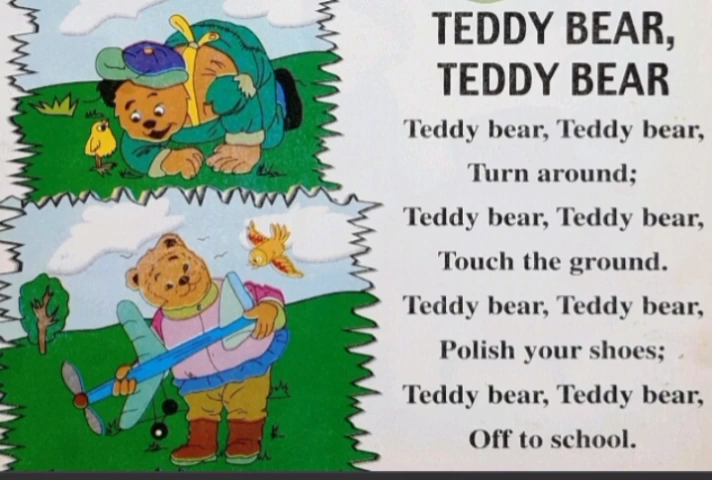 TEDDY BEAR,
TEDDY BEAR
Teddy bear, Teddy bear,
Turn around;
Teddy bear, Teddy bear,
Touch the ground.
Teddy bear, Teddy bear,
Polish your shoes;
Teddy bear, Teddy bear,
Off to school.